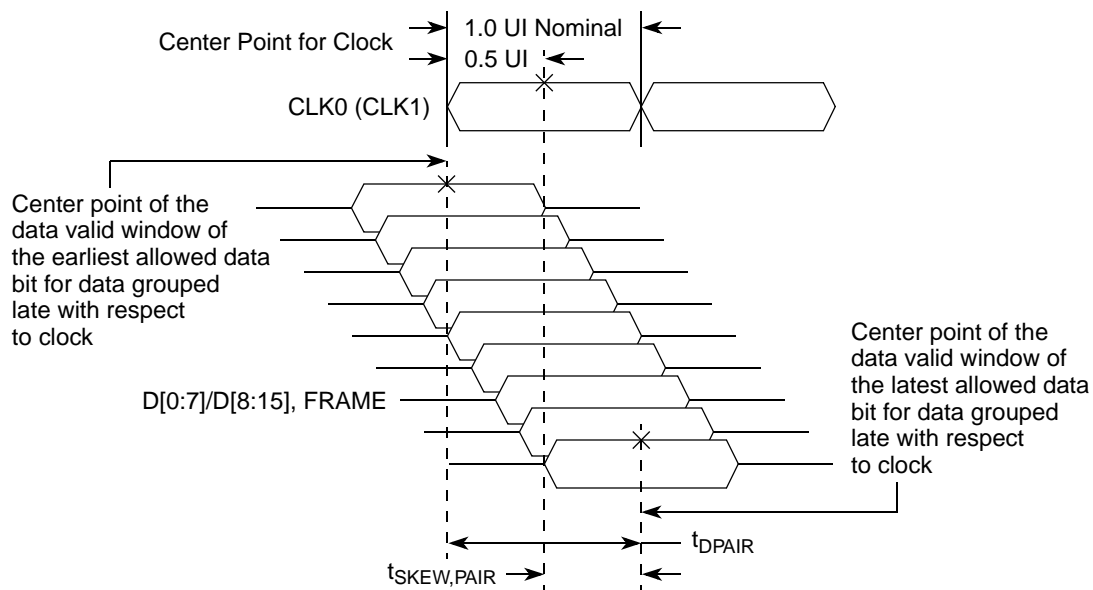 1.0 UI Nominal
Center Point for Clock
0.5 UI
CLK0 (CLK1)
Center point of the
data valid window of
the earliest allowed data
bit for data grouped
late with respect
to clock
Center point of the
data valid window of
the latest allowed data
bit for data grouped
late with respect
to clock
D[0:7]/D[8:15], FRAME
tDPAIR
tSKEW,PAIR